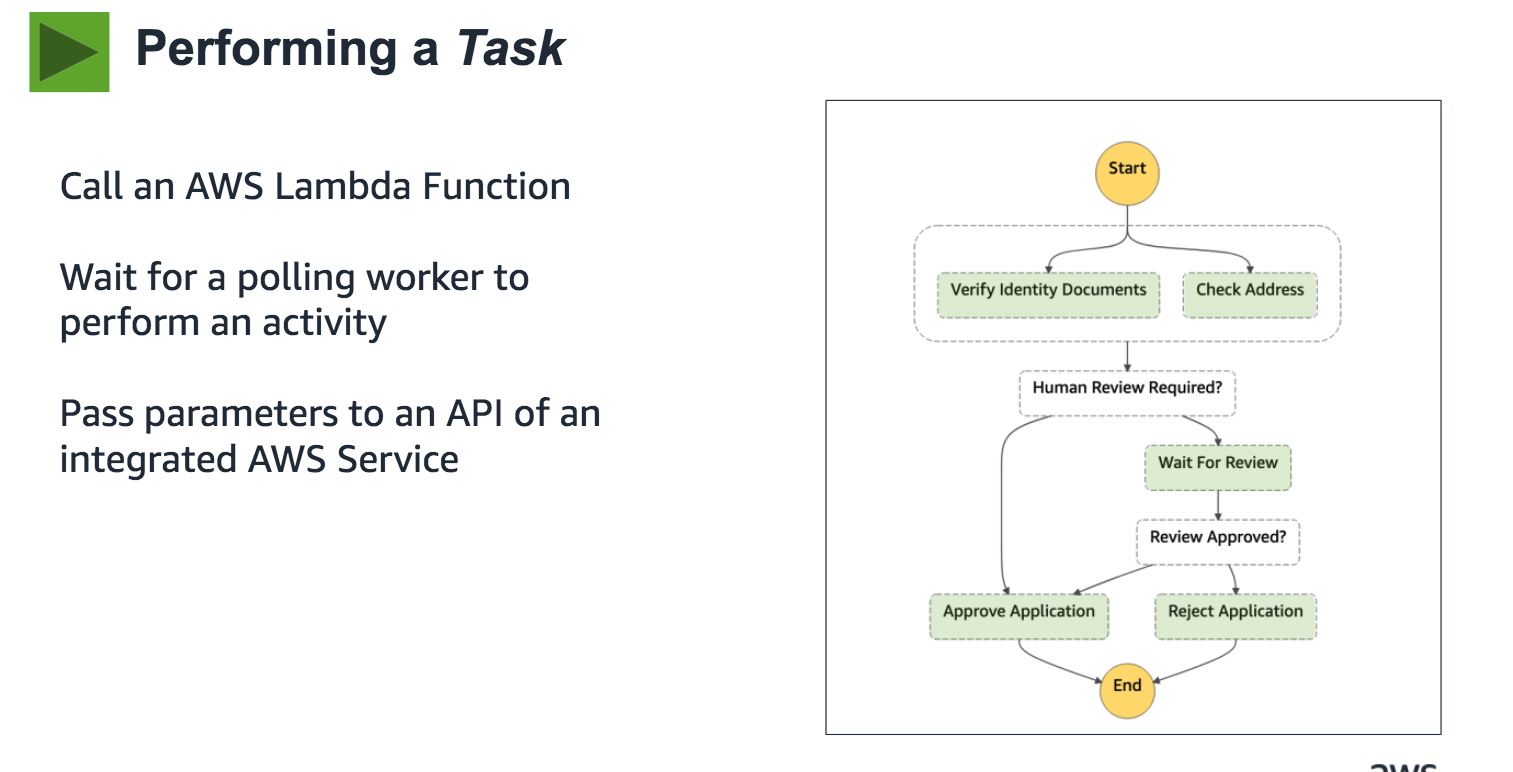 Performing a Task
Call an AWS Lambda Function
Wait for a polling worker to
perform an activity
Pass parameters to an API of an
integrated AWS Service
Start
Verify Identity Documents
Check Address
Human Review Required?
Wait For Review
Review Approved?
Approve Application
Reject Application
End
aws